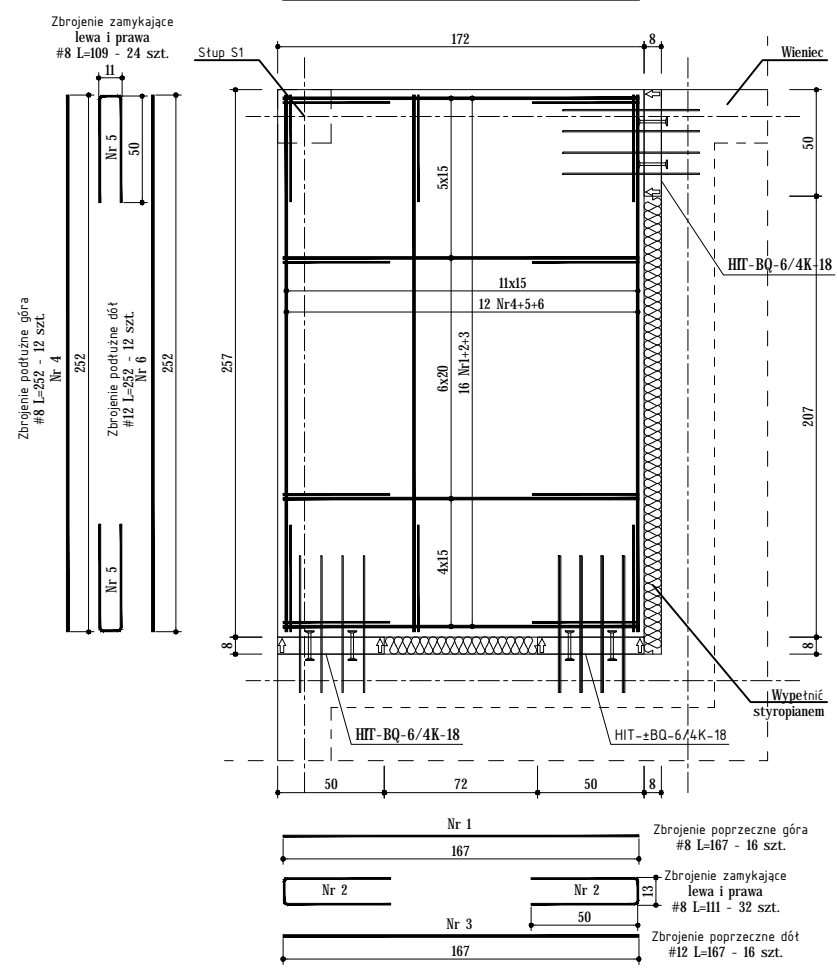 Zbrojenie zamykające
lewa i prawa
#8 L=109 - 24 szt.
11
Nr 5
50
Zbrojenie podłużne góra
#8 L=252 - 12 szt.
Nr 4
252
Zbrojenie podłużne dół
#12 L=252 - 12 szt.
Nr 6
252
Nr 5
Słup S1
172
8
Wieniec
257
8
5x15
11x15
12 Nr4+5+6
6x20
16 Nr1+2+3
4x15
50
HIT-BQ-6/4K-18
207
8
Wypełnić
styropianem
HIT-BQ-6/4K-18
HIT-±BQ-6/4K-18
50
72
50
8
Nr 1
167
Zbrojenie poprzeczne góra
#8 L=167 - 16 szt.
Nr 2
Nr 2
13
50
Zbrojenie zamykające
lewa i prawa
#8 L=111 - 32 szt.
Nr 3
167
Zbrojenie poprzeczne dół
#12 L=167 - 16 szt.